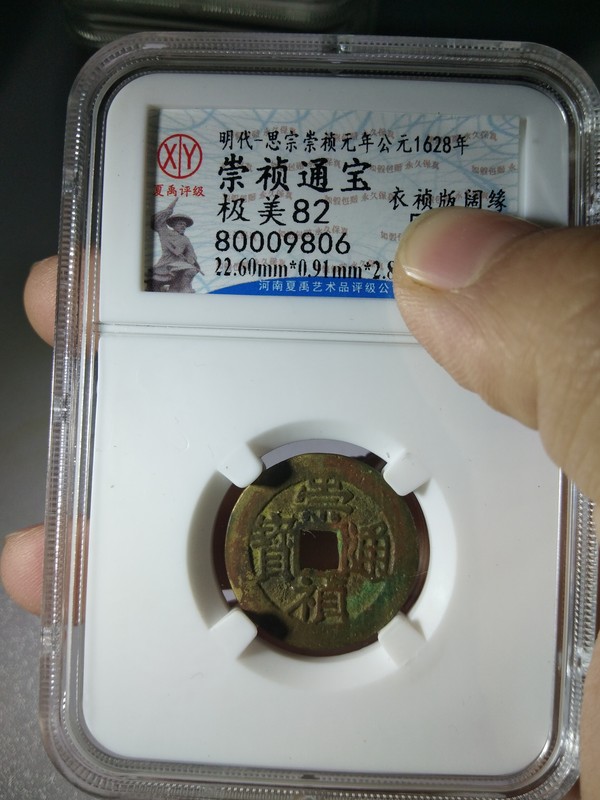 明代-思宗崇祯元年公元1628年
XY
夏禹评级
崇祯通宝
极美82
衣祯版 阔缘
80009806
22.60mm*0.91mm*2.8
河南夏禹艺术品评级公
崇祯通寶